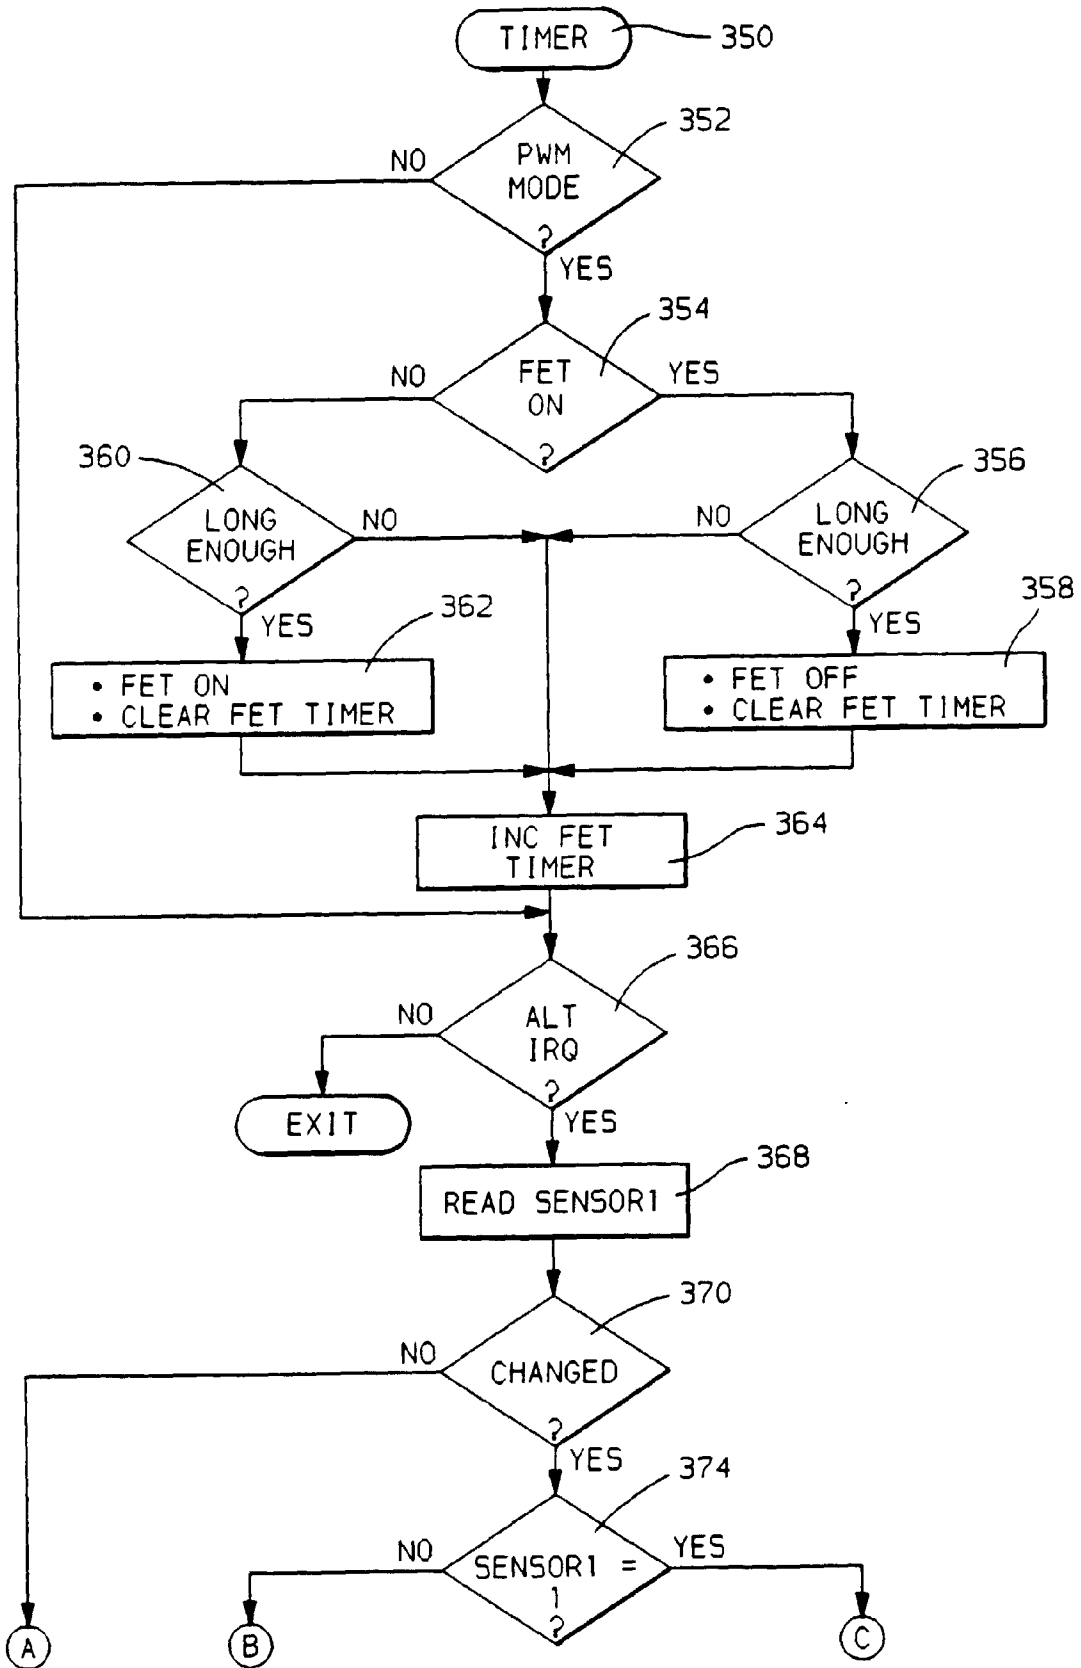 TIMER
350
352
NO
PWM
MODE
?
YES
354
NO
FET
ON
?
YES
360
356
LONG
ENOUGH
?
NO
NO
LONG
ENOUGH
?
YES
362
YES
358
• FET ON
• CLEAR FET TIMER
• FET OFF
• CLEAR FET TIMER
INC FET
TIMER
364
366
NO
ALT
IRQ
?
EXIT
YES
368
READ SENSOR1
370
NO
CHANGED
?
YES
374
NO
SENSOR1 =
1
?
YES
A
B
C